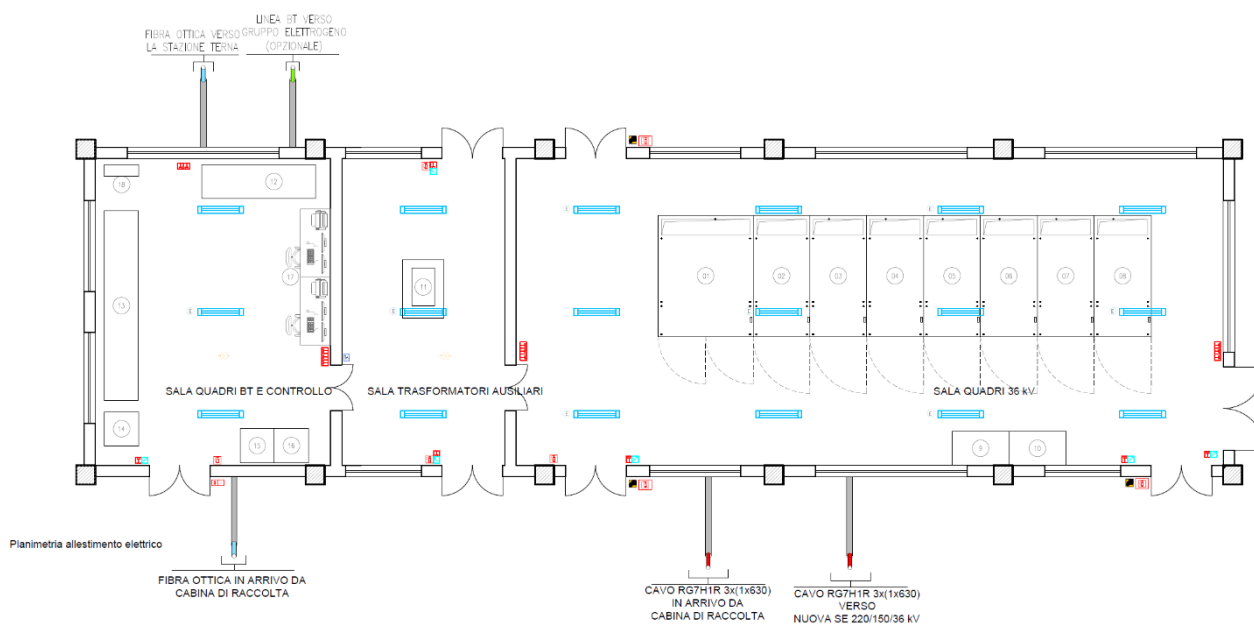 FIBRA OTTICA VERSO
LA STAZIONE TERNA
LINEA BT VERSO
GRUPPO ELETTROGENO
(OPZIONALE)
18
12
17
13
11
01
02
03
04
05
06
07
08
SALA QUADRI BT E CONTROLLO
SALA TRASFORMATORI AUSILIARI
SALA QUADRI 36 kV
14
15
16
9
10
Planimetria allestimento elettrico
FIBRA OTTICA IN ARRIVO DA
CABINA DI RACCOLTA
CAVO RG7H1R 3x(1x630)
IN ARRIVO DA
CABINA DI RACCOLTA
CAVO RG7H1R 3x(1x630)
VERSO
NUOVA SE 220/150/36 kV